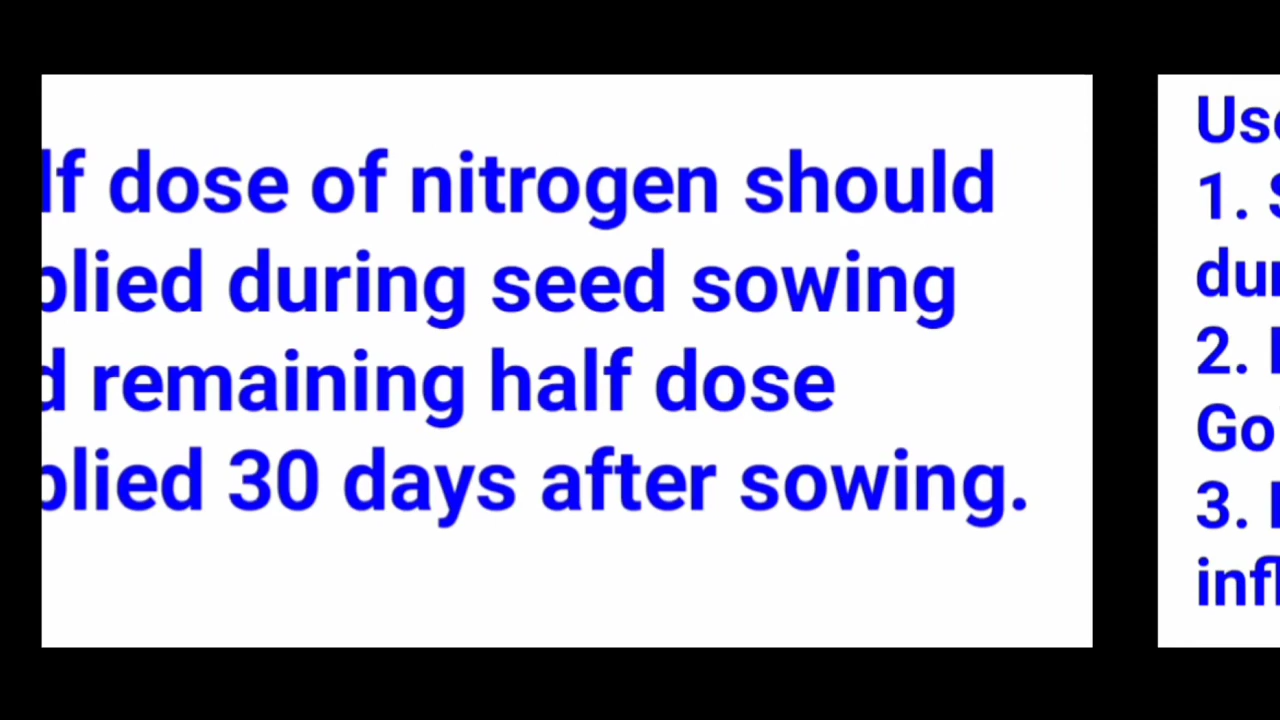 lf dose of nitrogen should
plied during seed sowing
d remaining half dose
plied 30 days after sowing.
Use
1. S
dur
2.
Go
3.
infl